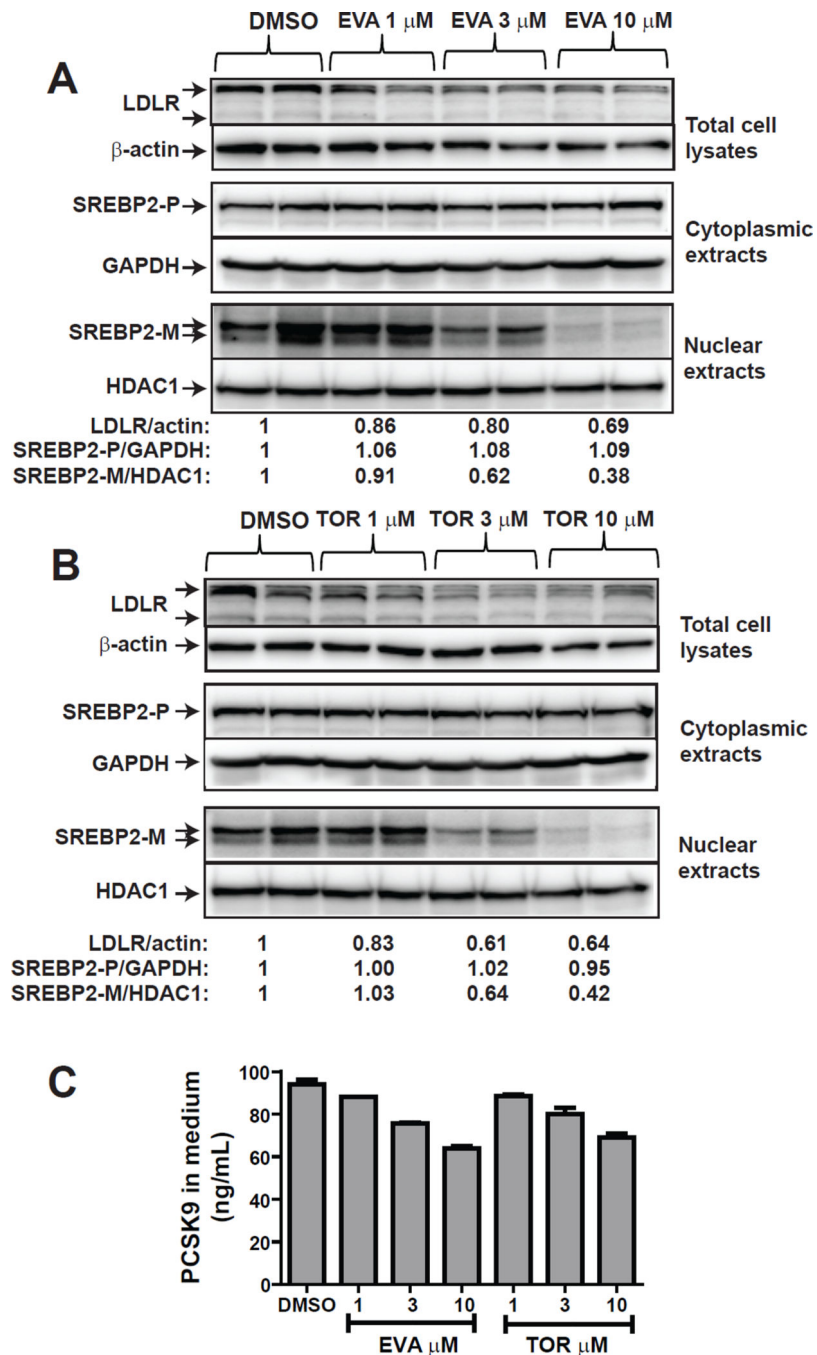 DMSO EVA 1 μM EVA 3 μM EVA 10 μM
A
LDLR
Total cell lysates
β-actin
SREBP2-P
Cytoplasmic extracts
GAPDH
SREBP2-M
Nuclear extracts
HDAC1
LDLR/actin: 1 0.86 0.80 0.69
SREBP2-P/GAPDH: 1 1.06 1.08 1.09
SREBP2-M/HDAC1: 1 0.91 0.62 0.38
DMSO TOR 1 μM TOR 3 μM TOR 10 μM
B
LDLR
Total cell lysates
β-actin
SREBP2-P
Cytoplasmic extracts
GAPDH
SREBP2-M
Nuclear extracts
HDAC1
LDLR/actin: 1 0.83 0.61 0.64
SREBP2-P/GAPDH: 1 1.00 1.02 0.95
SREBP2-M/HDAC1: 1 1.03 0.64 0.42
C
PCSK9 in medium
(ng/mL)
100
80
60
40
20
0
DMSO 1 3 10 1 3 10
EVA μM TOR μM